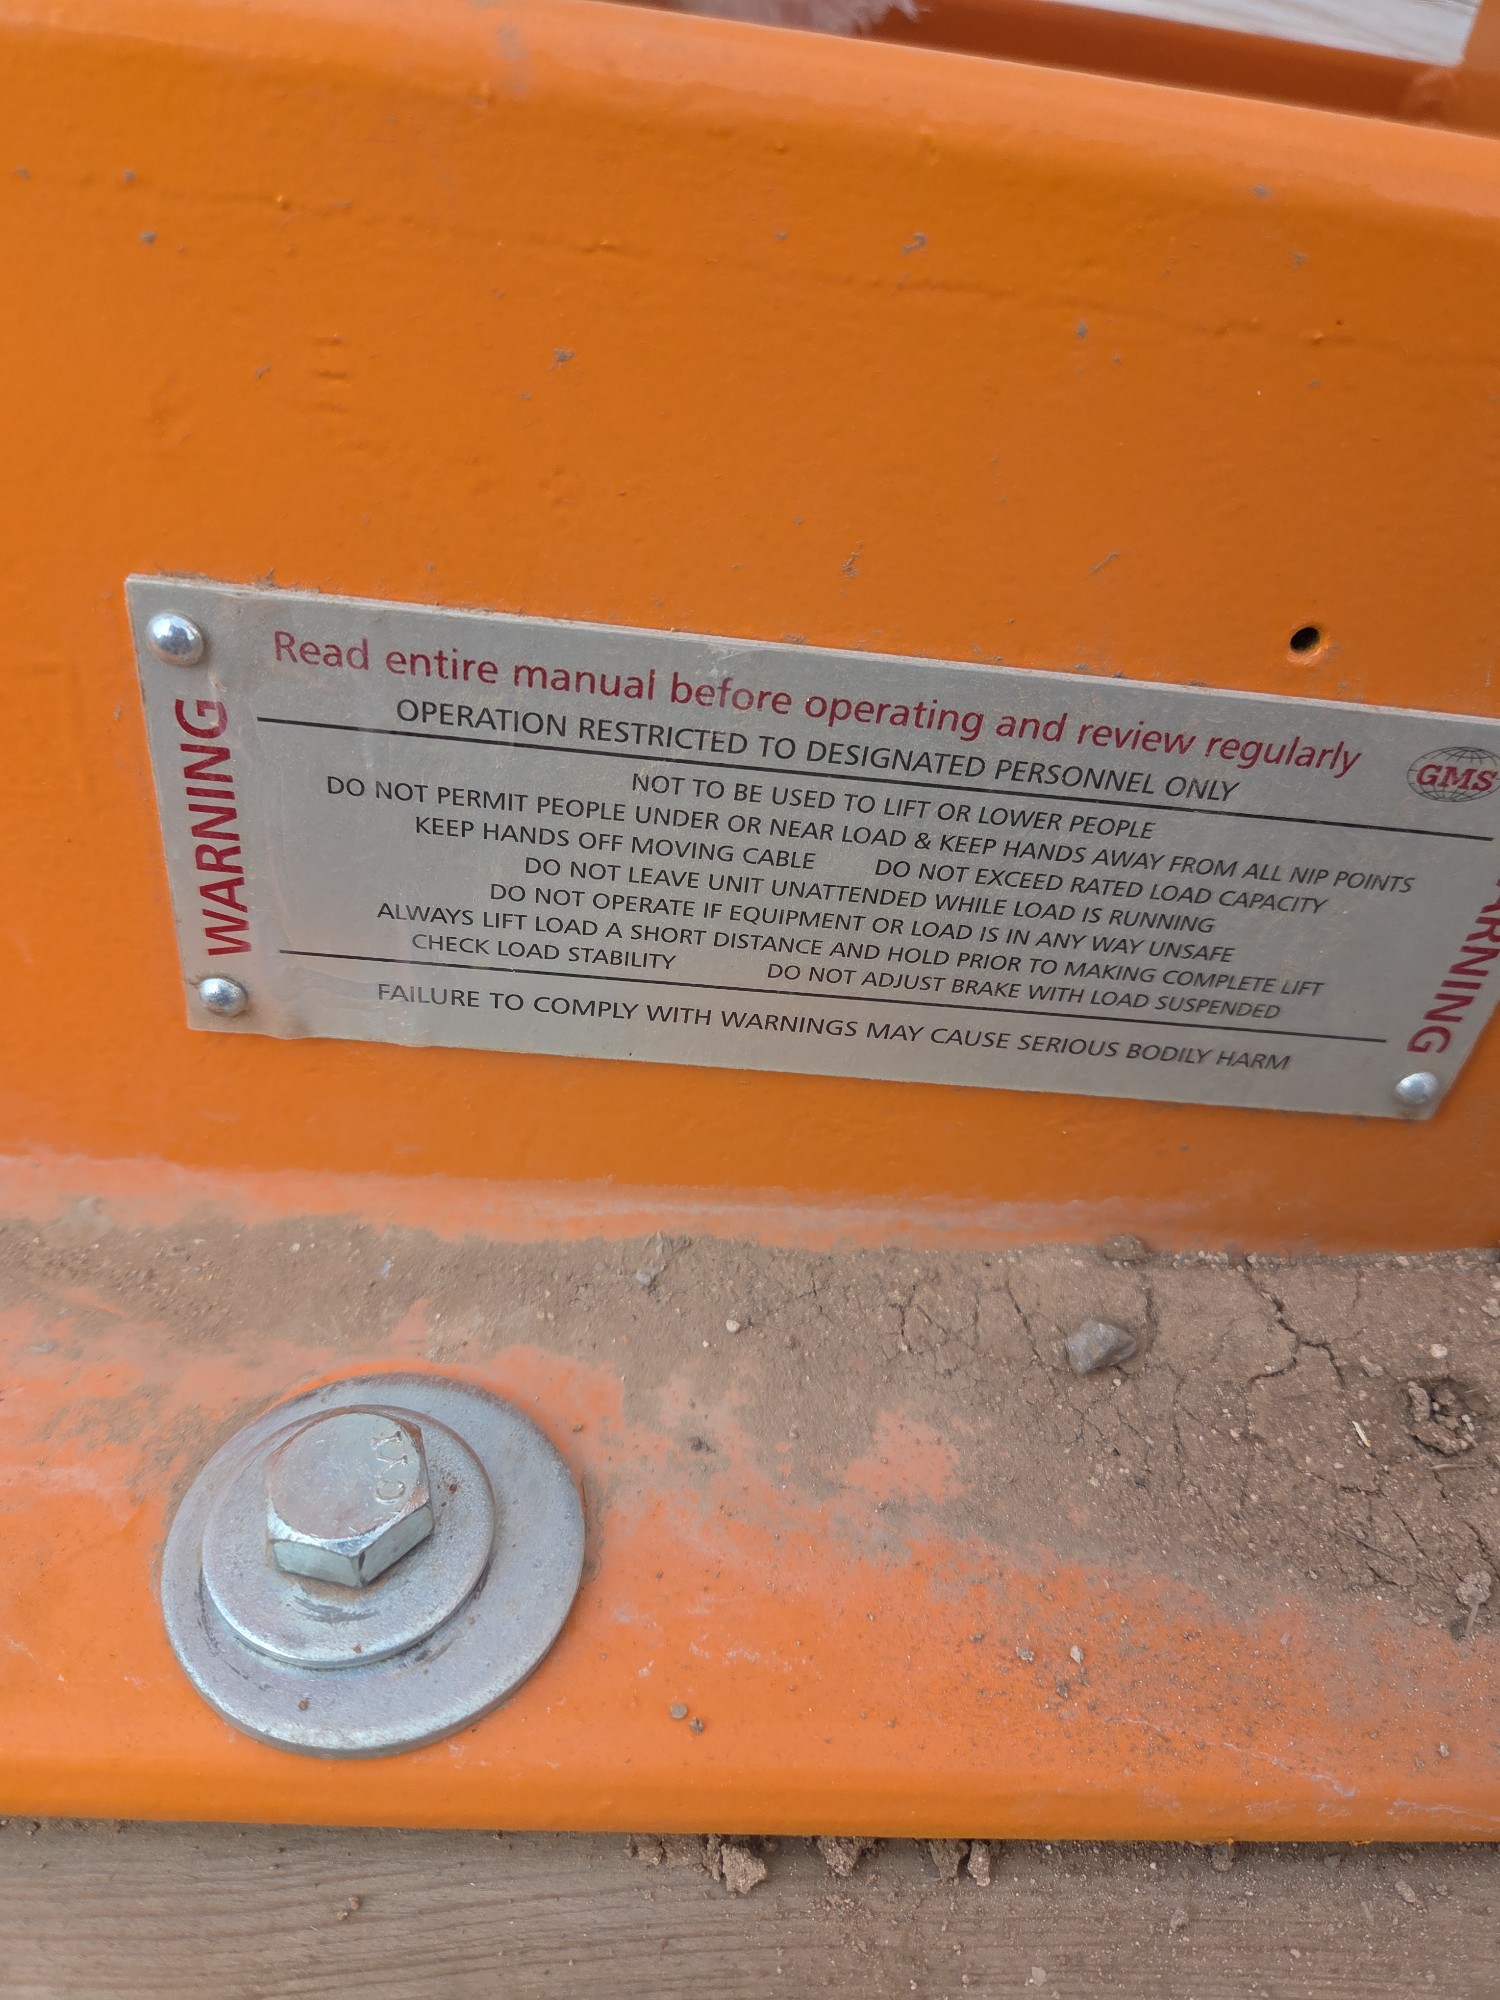 WARNING
Read entire manual before operating and review regularly
OPERATION RESTRICTED TO DESIGNATED PERSONNEL ONLY
GMS
NOT TO BE USED TO LIFT OR LOWER PEOPLE
DO NOT PERMIT PEOPLE UNDER OR NEAR LOAD & KEEP HANDS AWAY FROM ALL NIP POINTS
KEEP HANDS OFF MOVING CABLE DO NOT EXCEED RATED LOAD CAPACITY
DO NOT LEAVE UNIT UNATTENDED WHILE LOAD IS RUNNING
DO NOT OPERATE IF EQUIPMENT OR LOAD IS IN ANY WAY UNSAFE
ALWAYS LIFT LOAD A SHORT DISTANCE AND HOLD PRIOR TO MAKING COMPLETE LIFT
CHECK LOAD STABILITY DO NOT ADJUST BRAKE WITH LOAD SUSPENDED
FAILURE TO COMPLY WITH WARNINGS MAY CAUSE SERIOUS BODILY HARM
ARNING